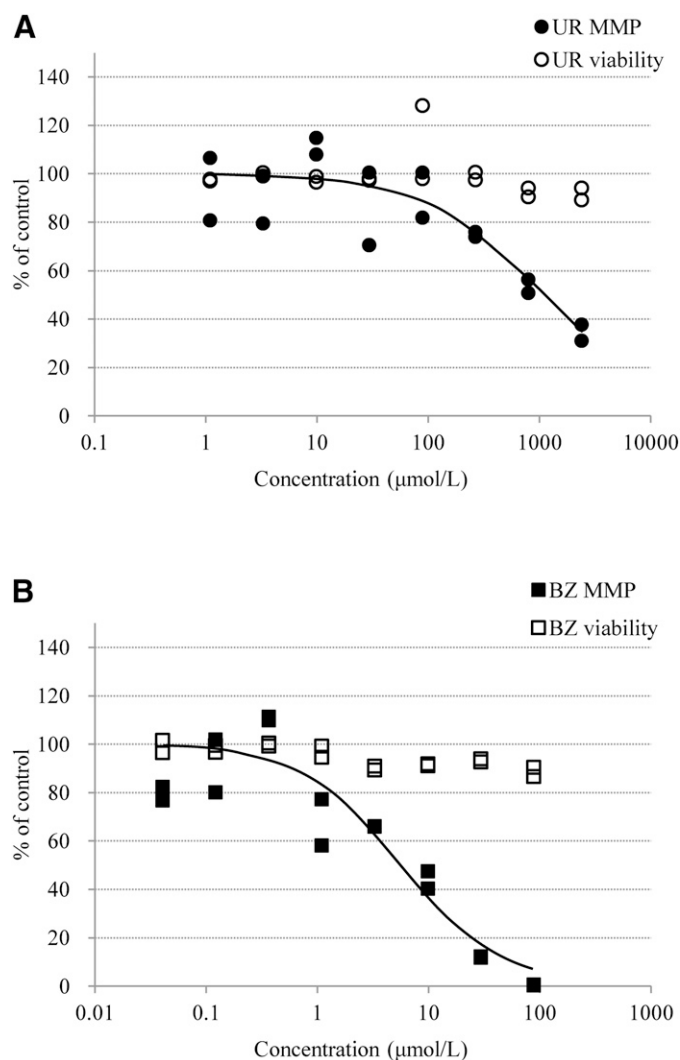 A
UR MMP
UR viability
140
120
100
80
60
40
20
0
% of control
0.1 1 10 100 1000 10000
Concentration (μmol/L)
B
BZ MMP
BZ viability
140
120
100
80
60
40
20
0
% of control
0.01 0.1 1 10 100 1000
Concentration (μmol/L)